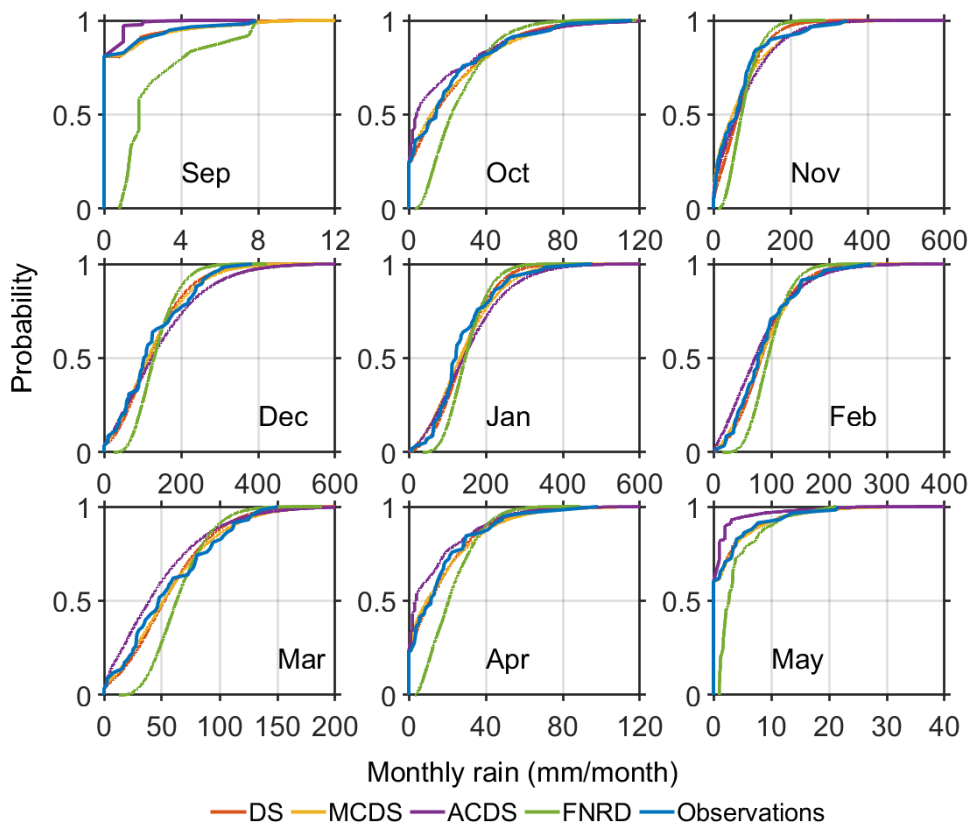 1
0.5
0
Sep
0 4 8 12
Oct
0 40 80 120
Nov
0 200 400 600
Probability
1
0.5
0
Dec
0 200 400 600
Jan
0 200 400 600
Feb
0 100 200 300 400
1
0.5
0
Mar
0 50 100 150 200
Apr
0 40 80 120
May
0 10 20 30 40
Monthly rain (mm/month)
DS MCDS ACDS FNRD Observations